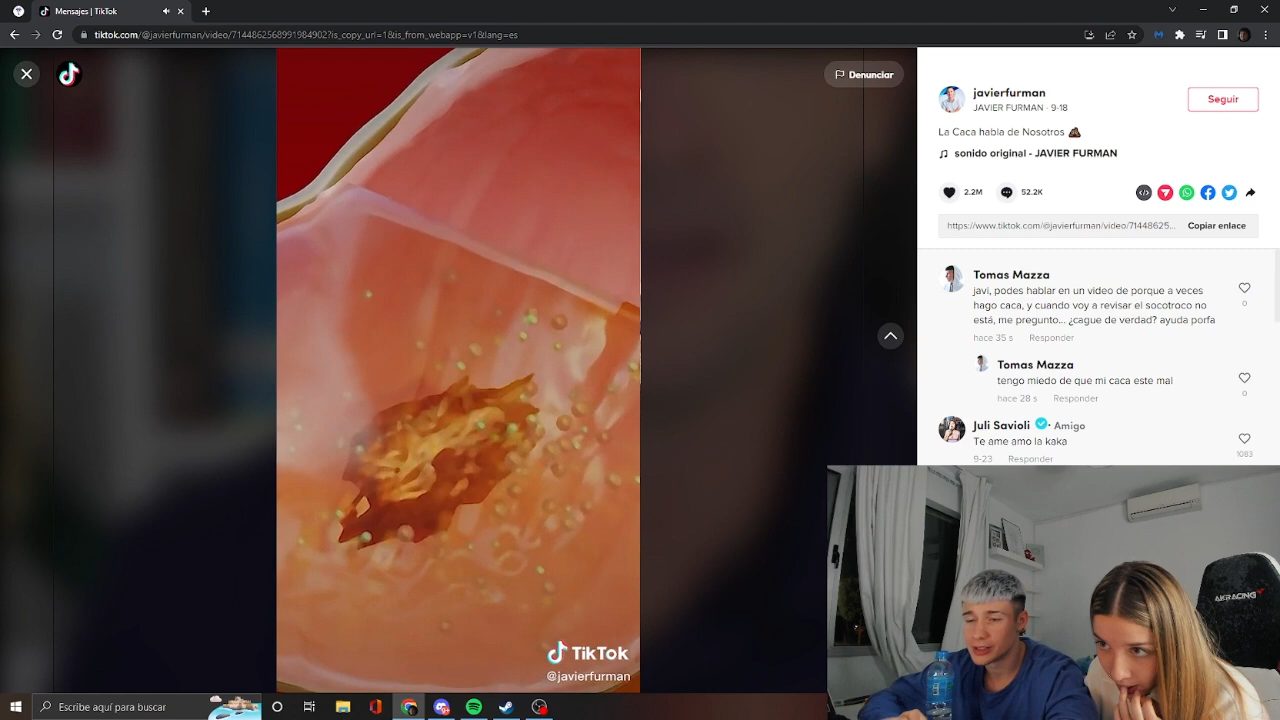 Mensajes | TikTok
tiktok.com/@javierfurman/video/7144862568991984902?is_copy_url=1&is_from_webapp=v1&lang=es
Denunciar
javierfurman
JAVIER FURMAN · 9-18
Seguir
La Caca habla de Nosotros 💩
sonido original - JAVIER FURMAN
2.2M
52.2K
https://www.tiktok.com/@javierfurman/video/71448625...
Copiar enlace
Tomas Mazza
javi, podes hablar en un video de porque a veces
hago caca, y cuando voy a revisar el socotroco no
está, me pregunto... ¿cague de verdad? ayuda porfa
0
hace 35 s Responder
Tomas Mazza
tengo miedo de que mi caca este mal
0
hace 28 s Responder
Juli Savioli · Amigo
Te ame amo la kaka
1083
9-23 Responder
AKRACING
TikTok
@javierfurman
Escribe aquí para buscar